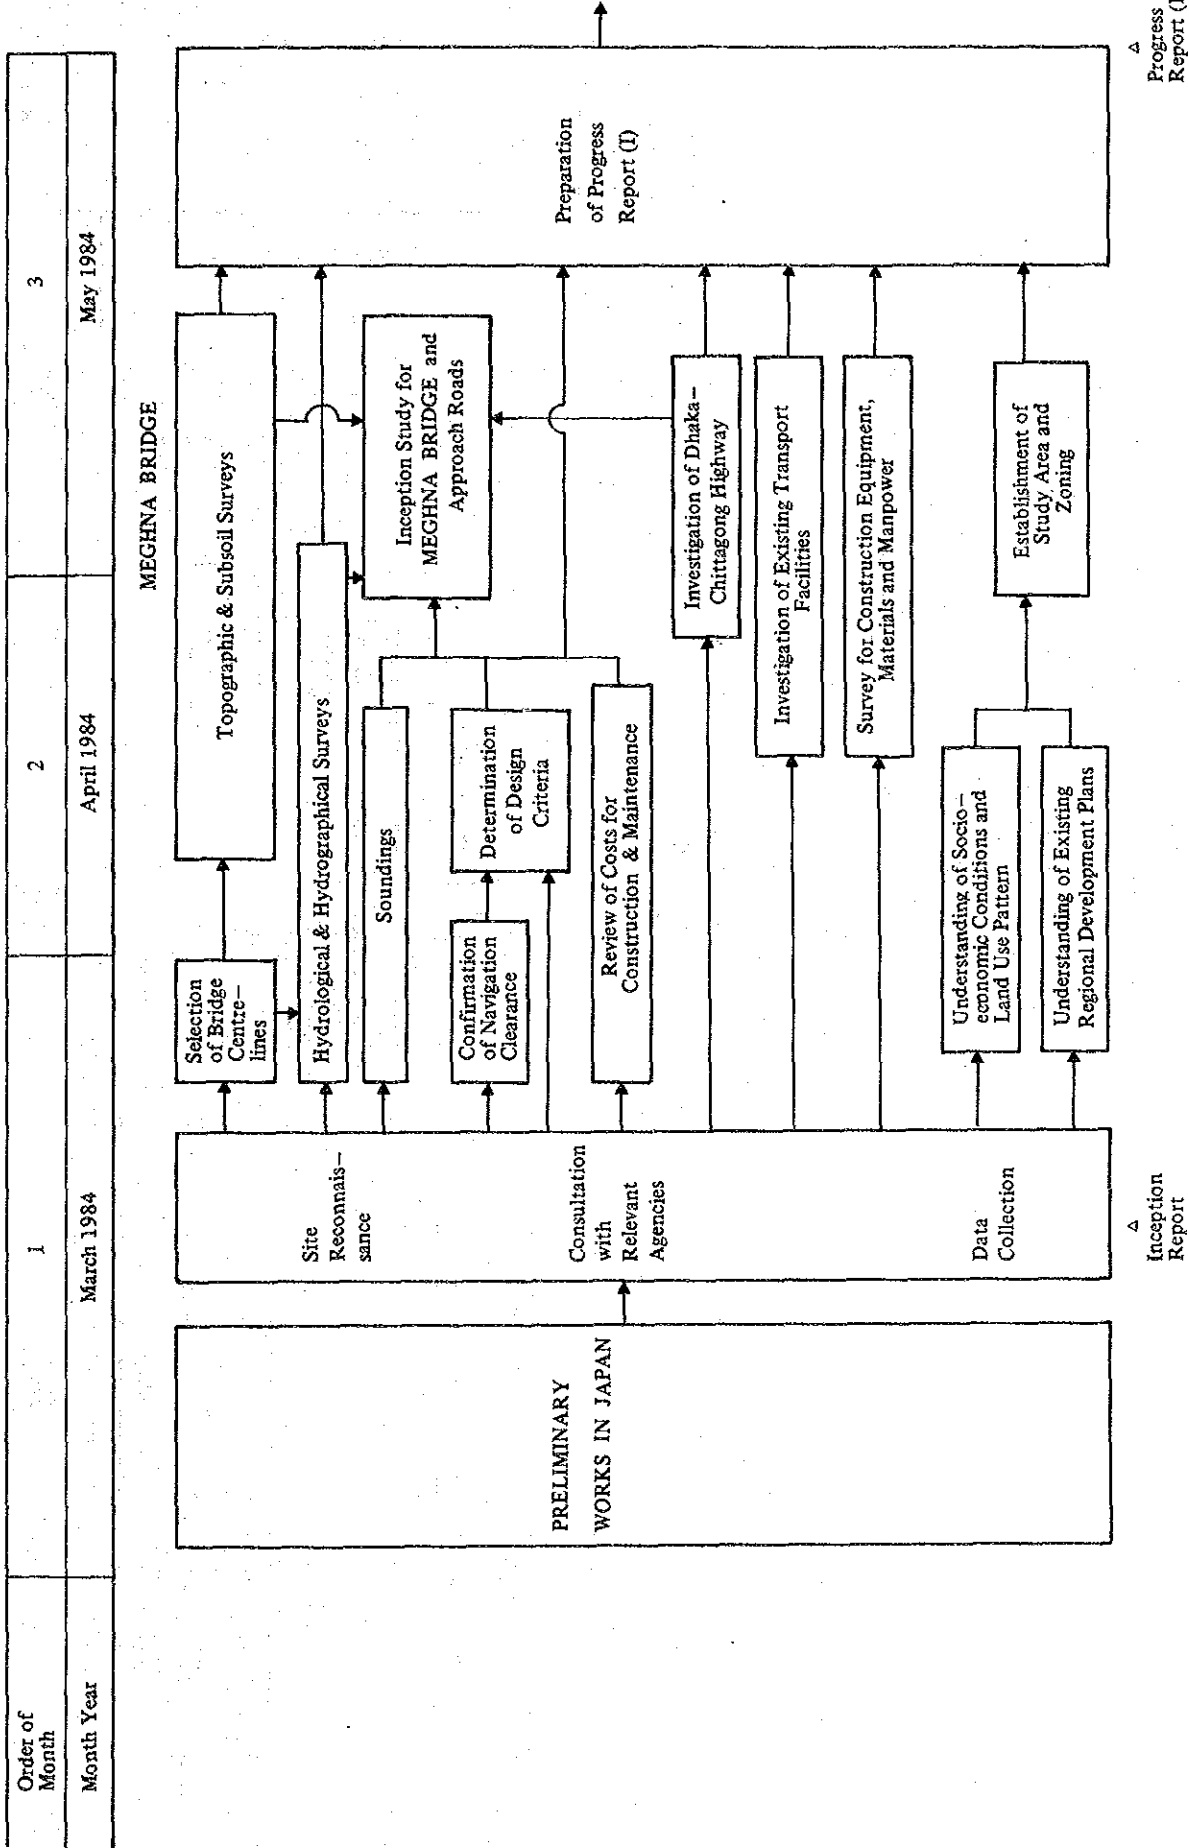 Order of
Month
1
2
3
Month Year
March 1984
April 1984
May 1984
MEGHNA BRIDGE
PRELIMINARY
WORKS IN JAPAN
Site
Reconnais–
sance
Consultation
with
Relevant
Agencies
Data
Collection
Selection
of Bridge
Centre–
lines
Topographic & Subsoil Surveys
Hydrological & Hydrographical Surveys
Soundings
Inception Study for
MEGHNA BRIDGE and
Approach Roads
Confirmation
of Navigation
Clearance
Determination
of Design
Criteria
Review of Costs for
Construction & Maintenance
Investigation of Dhaka–
Chittagong Highway
Investigation of Existing Transport
Facilities
Survey for Construction Equipment,
Materials and Manpower
Understanding of Socio–
economic Conditions and
Land Use Pattern
Understanding of Existing
Regional Development Plans
Establishment of
Study Area and
Zoning
Preparation
of Progress
Report (I)
Δ
Inception
Report
Δ
Progress
Report